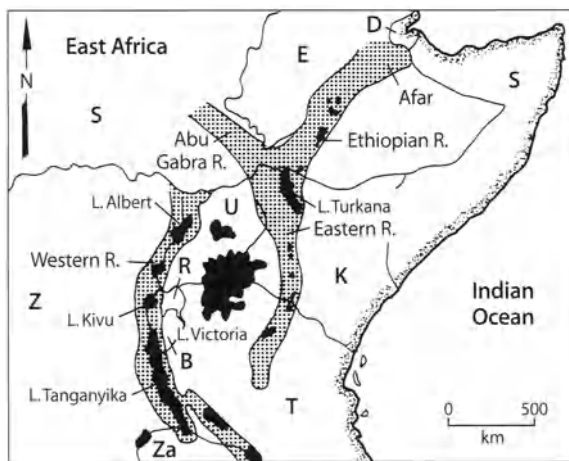 East Africa
D
E
S
N
Afar
S
Abu
Gabra R.
Ethiopian R.
L. Albert
U
L. Turkana
Eastern R.
Western R.
R
K
Z
Indian
Ocean
L. Kivu
L. Victoria
B
L. Tanganyika
T
0 500
km
Za